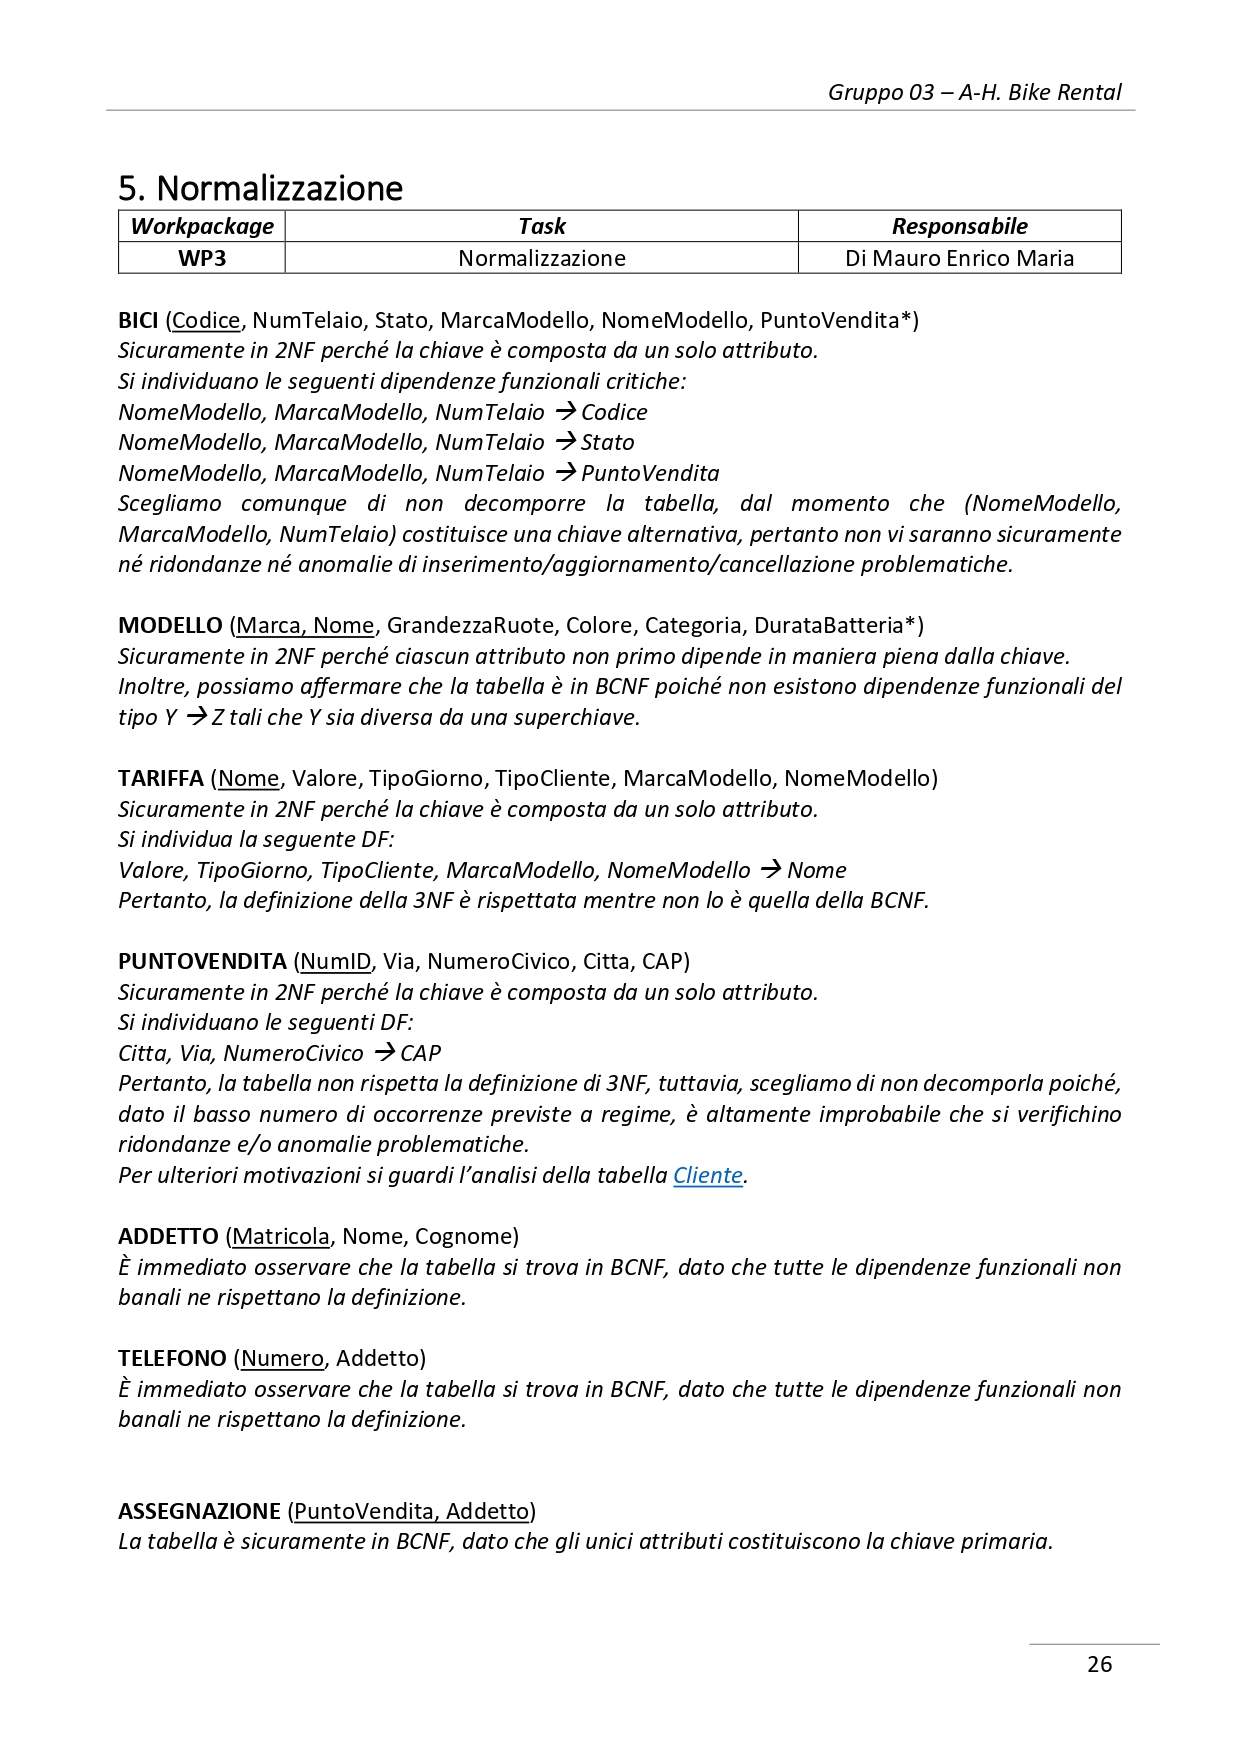 Gruppo 03 – A-H. Bike Rental
5. Normalizzazione
Workpackage Task Responsabile
WP3 Normalizzazione Di Mauro Enrico Maria
BICI (Codice, NumTelaio, Stato, MarcaModello, NomeModello, PuntoVendita*)
Sicuramente in 2NF perché la chiave è composta da un solo attributo.
Si individuano le seguenti dipendenze funzionali critiche:
NomeModello, MarcaModello, NumTelaio → Codice
NomeModello, MarcaModello, NumTelaio → Stato
NomeModello, MarcaModello, NumTelaio → PuntoVendita
Scegliamo comunque di non decomporre la tabella, dal momento che (NomeModello,
MarcaModello, NumTelaio) costituisce una chiave alternativa, pertanto non vi saranno sicuramente
né ridondanze né anomalie di inserimento/aggiornamento/cancellazione problematiche.
MODELLO (Marca, Nome, GrandezzaRuote, Colore, Categoria, DurataBatteria*)
Sicuramente in 2NF perché ciascun attributo non primo dipende in maniera piena dalla chiave.
Inoltre, possiamo affermare che la tabella è in BCNF poiché non esistono dipendenze funzionali del
tipo Y → Z tali che Y sia diversa da una superchiave.
TARIFFA (Nome, Valore, TipoGiorno, TipoCliente, MarcaModello, NomeModello)
Sicuramente in 2NF perché la chiave è composta da un solo attributo.
Si individua la seguente DF:
Valore, TipoGiorno, TipoCliente, MarcaModello, NomeModello → Nome
Pertanto, la definizione della 3NF è rispettata mentre non lo è quella della BCNF.
PUNTOVENDITA (NumID, Via, NumeroCivico, Citta, CAP)
Sicuramente in 2NF perché la chiave è composta da un solo attributo.
Si individuano le seguenti DF:
Citta, Via, NumeroCivico → CAP
Pertanto, la tabella non rispetta la definizione di 3NF, tuttavia, scegliamo di non decomporla poiché,
dato il basso numero di occorrenze previste a regime, è altamente improbabile che si verifichino
ridondanze e/o anomalie problematiche.
Per ulteriori motivazioni si guardi l’analisi della tabella Cliente.
ADDETTO (Matricola, Nome, Cognome)
È immediato osservare che la tabella si trova in BCNF, dato che tutte le dipendenze funzionali non
banali ne rispettano la definizione.
TELEFONO (Numero, Addetto)
È immediato osservare che la tabella si trova in BCNF, dato che tutte le dipendenze funzionali non
banali ne rispettano la definizione.
ASSEGNAZIONE (PuntoVendita, Addetto)
La tabella è sicuramente in BCNF, dato che gli unici attributi costituiscono la chiave primaria.
26